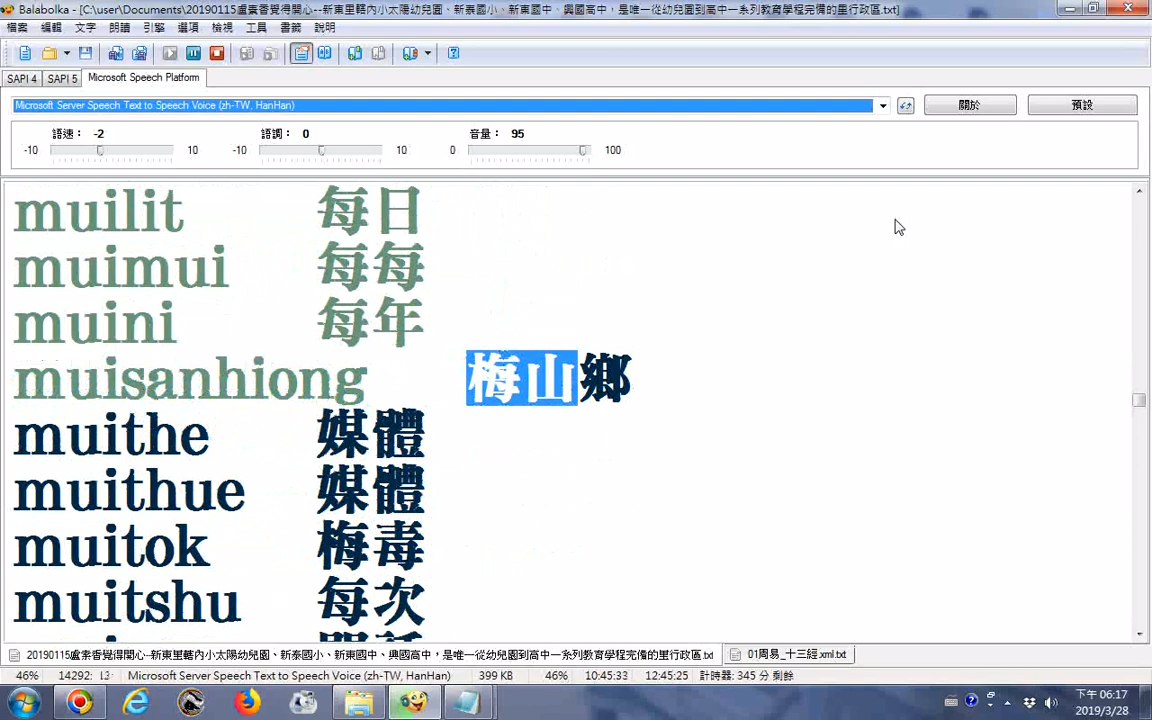 Balabolka - [C:\user\Documents\20190115盧素香覺得開心--新東里轄內小太陽幼兒園、新泰國小、新東國中、興國高中，是唯一從幼兒園到高中一系列教育學程完備的里行政區.txt]
檔案 編輯 文字 朗讀 引擎 選項 檢視 工具 書籤 說明
SAPI 4 SAPI 5 Microsoft Speech Platform
Microsoft Server Speech Text to Speech Voice (zh-TW, HanHan) 關於 預設
語速： -2 語調： 0 音量： 95
-10 10 -10 10 0 100
muilit 每日
muimui 每每
muini 每年
muisanhiong 梅山鄉
muithe 媒體
muithue 媒體
muitok 梅毒
muitshu 每次
20190115盧素香覺得開心--新東里轄內小太陽幼兒園、新泰國小、新東國中、興國高中，是唯一從幼兒園到高中一系列教育學程完備的里行政區.txt 01周易_十三經.xml.txt
46% 14292: Microsoft Server Speech Text to Speech Voice (zh-TW, HanHan) 399 KB 46% 10:45:33 12:45:25 計時器: 345 分 剩餘
下午 06:17
2019/3/28